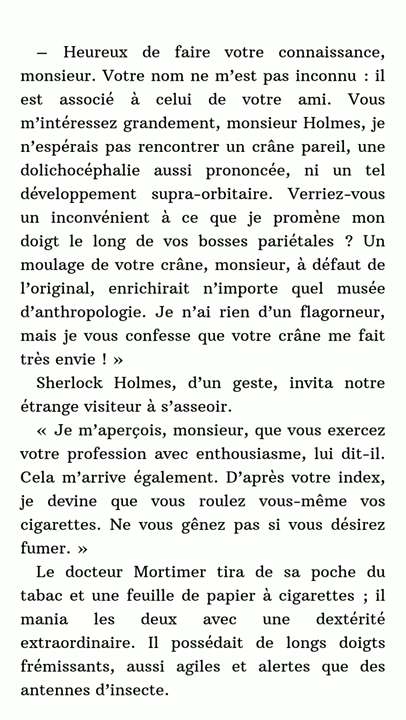 – Heureux de faire votre connaissance,
monsieur. Votre nom ne m’est pas inconnu : il
est associé à celui de votre ami. Vous
m’intéressez grandement, monsieur Holmes, je
n’espérais pas rencontrer un crâne pareil, une
dolichocéphalie aussi prononcée, ni un tel
développement supra-orbitaire. Verriez-vous
un inconvénient à ce que je promène mon
doigt le long de vos bosses pariétales ? Un
moulage de votre crâne, monsieur, à défaut de
l’original, enrichirait n’importe quel musée
d’anthropologie. Je n’ai rien d’un flagorneur,
mais je vous confesse que votre crâne me fait
très envie ! »
Sherlock Holmes, d’un geste, invita notre
étrange visiteur à s’asseoir.
« Je m’aperçois, monsieur, que vous exercez
votre profession avec enthousiasme, lui dit-il.
Cela m’arrive également. D’après votre index,
je devine que vous roulez vous-même vos
cigarettes. Ne vous gênez pas si vous désirez
fumer. »
Le docteur Mortimer tira de sa poche du
tabac et une feuille de papier à cigarettes ; il
mania les deux avec une dextérité
extraordinaire. Il possédait de longs doigts
frémissants, aussi agiles et alertes que des
antennes d’insecte.